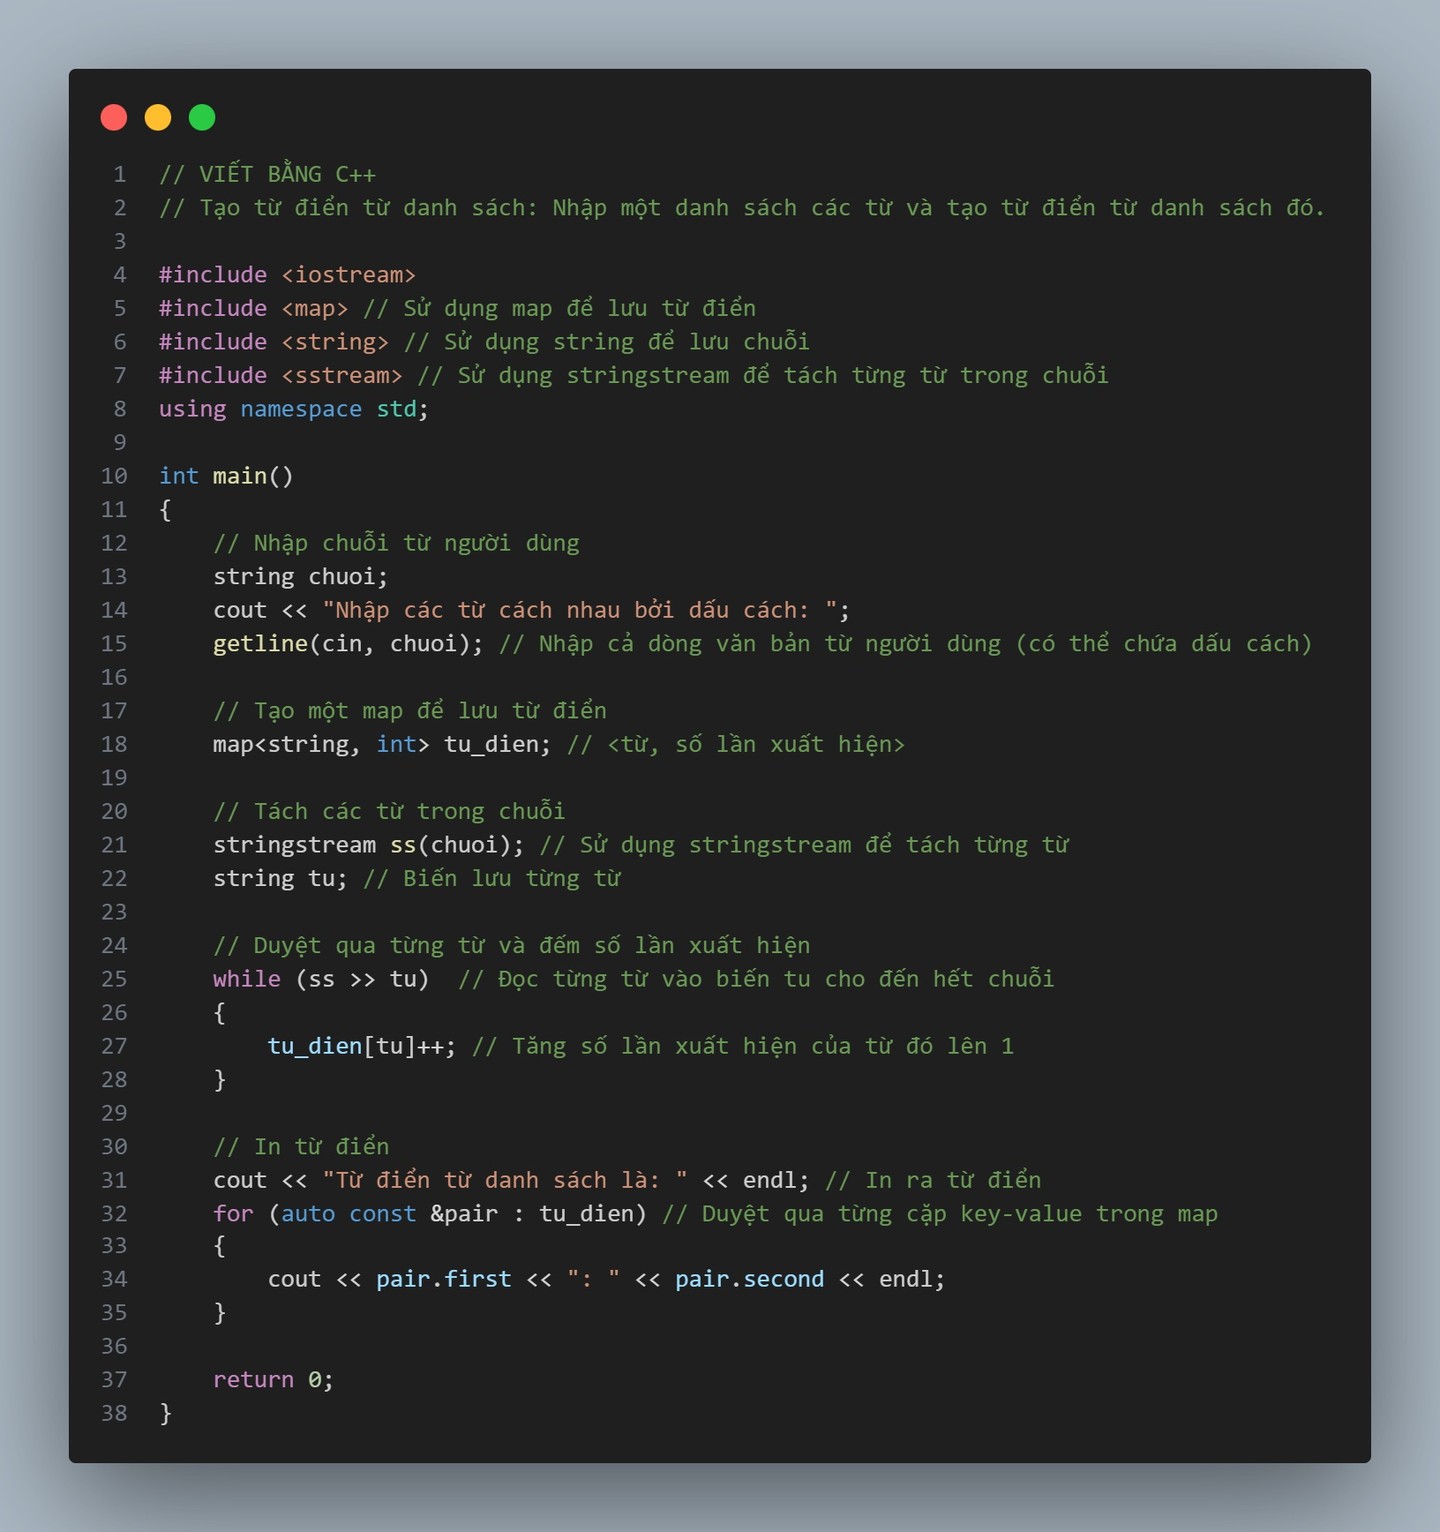 1 // VIẾT BẰNG C++
2 // Tạo từ điển từ danh sách: Nhập một danh sách các từ và tạo từ điển từ danh sách đó.
3
4 #include <iostream>
5 #include <map> // Sử dụng map để lưu từ điển
6 #include <string> // Sử dụng string để lưu chuỗi
7 #include <sstream> // Sử dụng stringstream để tách từng từ trong chuỗi
8 using namespace std;
9
10 int main()
11 {
12     // Nhập chuỗi từ người dùng
13     string chuoi;
14     cout << "Nhập các từ cách nhau bởi dấu cách: ";
15     getline(cin, chuoi); // Nhập cả dòng văn bản từ người dùng (có thể chứa dấu cách)
16
17     // Tạo một map để lưu từ điển
18     map<string, int> tu_dien; // <từ, số lần xuất hiện>
19
20     // Tách các từ trong chuỗi
21     stringstream ss(chuoi); // Sử dụng stringstream để tách từng từ
22     string tu; // Biến lưu từng từ
23
24     // Duyệt qua từng từ và đếm số lần xuất hiện
25     while (ss >> tu)  // Đọc từng từ vào biến tu cho đến hết chuỗi
26     {
27         tu_dien[tu]++; // Tăng số lần xuất hiện của từ đó lên 1
28     }
29
30     // In từ điển
31     cout << "Từ điển từ danh sách là: " << endl; // In ra từ điển
32     for (auto const &pair : tu_dien) // Duyệt qua từng cặp key-value trong map
33     {
34         cout << pair.first << ": " << pair.second << endl;
35     }
36
37     return 0;
38 }